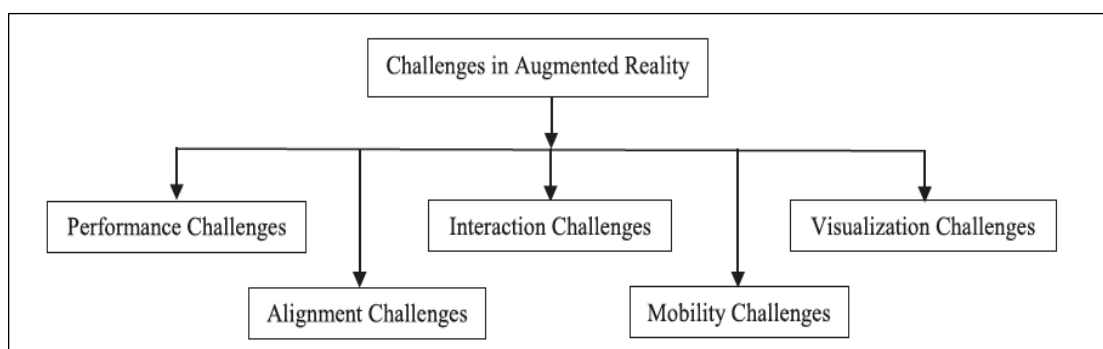 Challenges in Augmented Reality
Performance Challenges
Interaction Challenges
Visualization Challenges
Alignment Challenges
Mobility Challenges